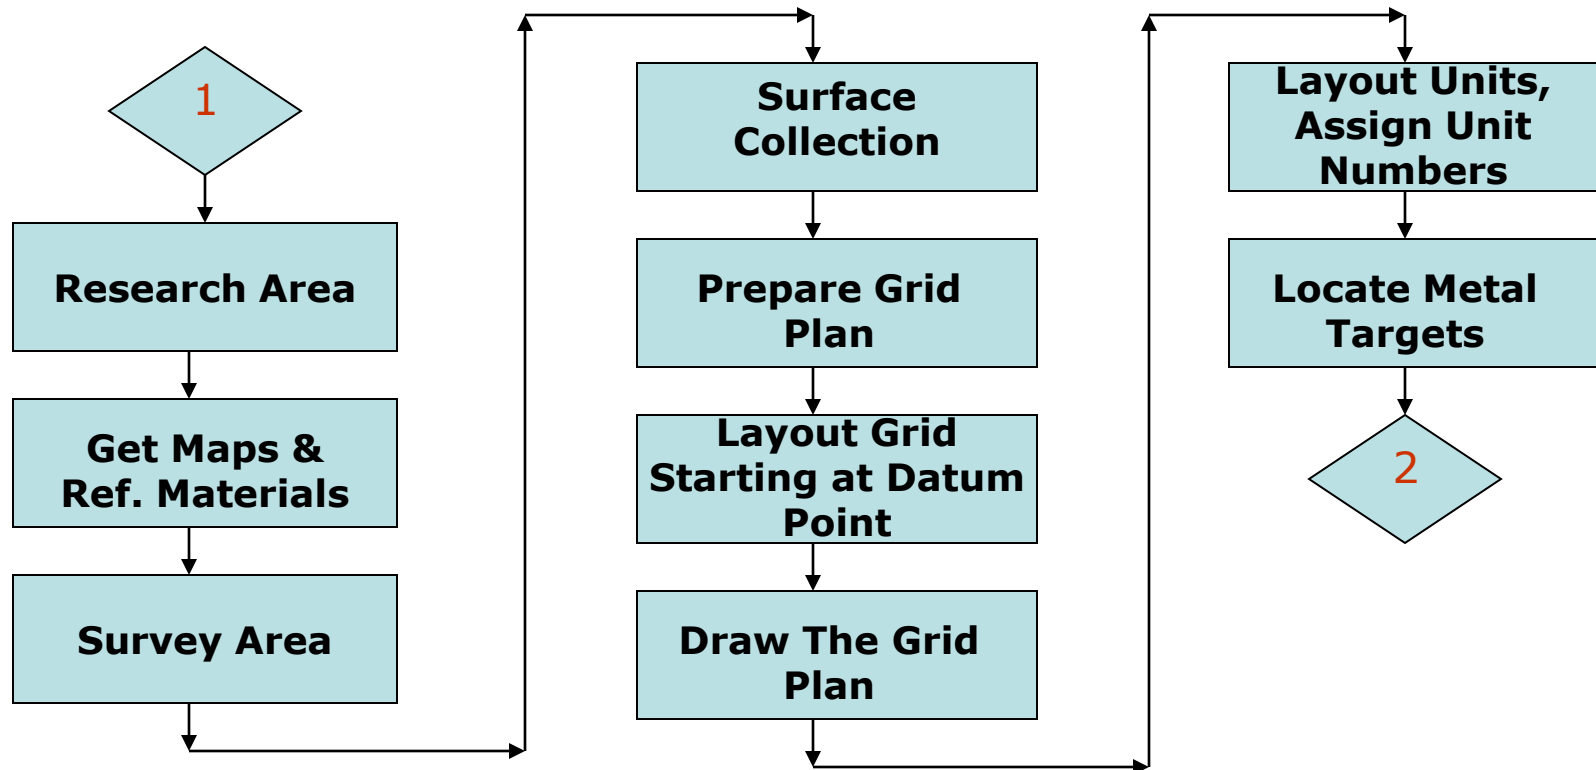 1
Research Area
Get Maps &
Ref. Materials
Survey Area
Surface
Collection
Prepare Grid
Plan
Layout Grid
Starting at Datum
Point
Draw The Grid
Plan
Layout Units,
Assign Unit
Numbers
Locate Metal
Targets
2